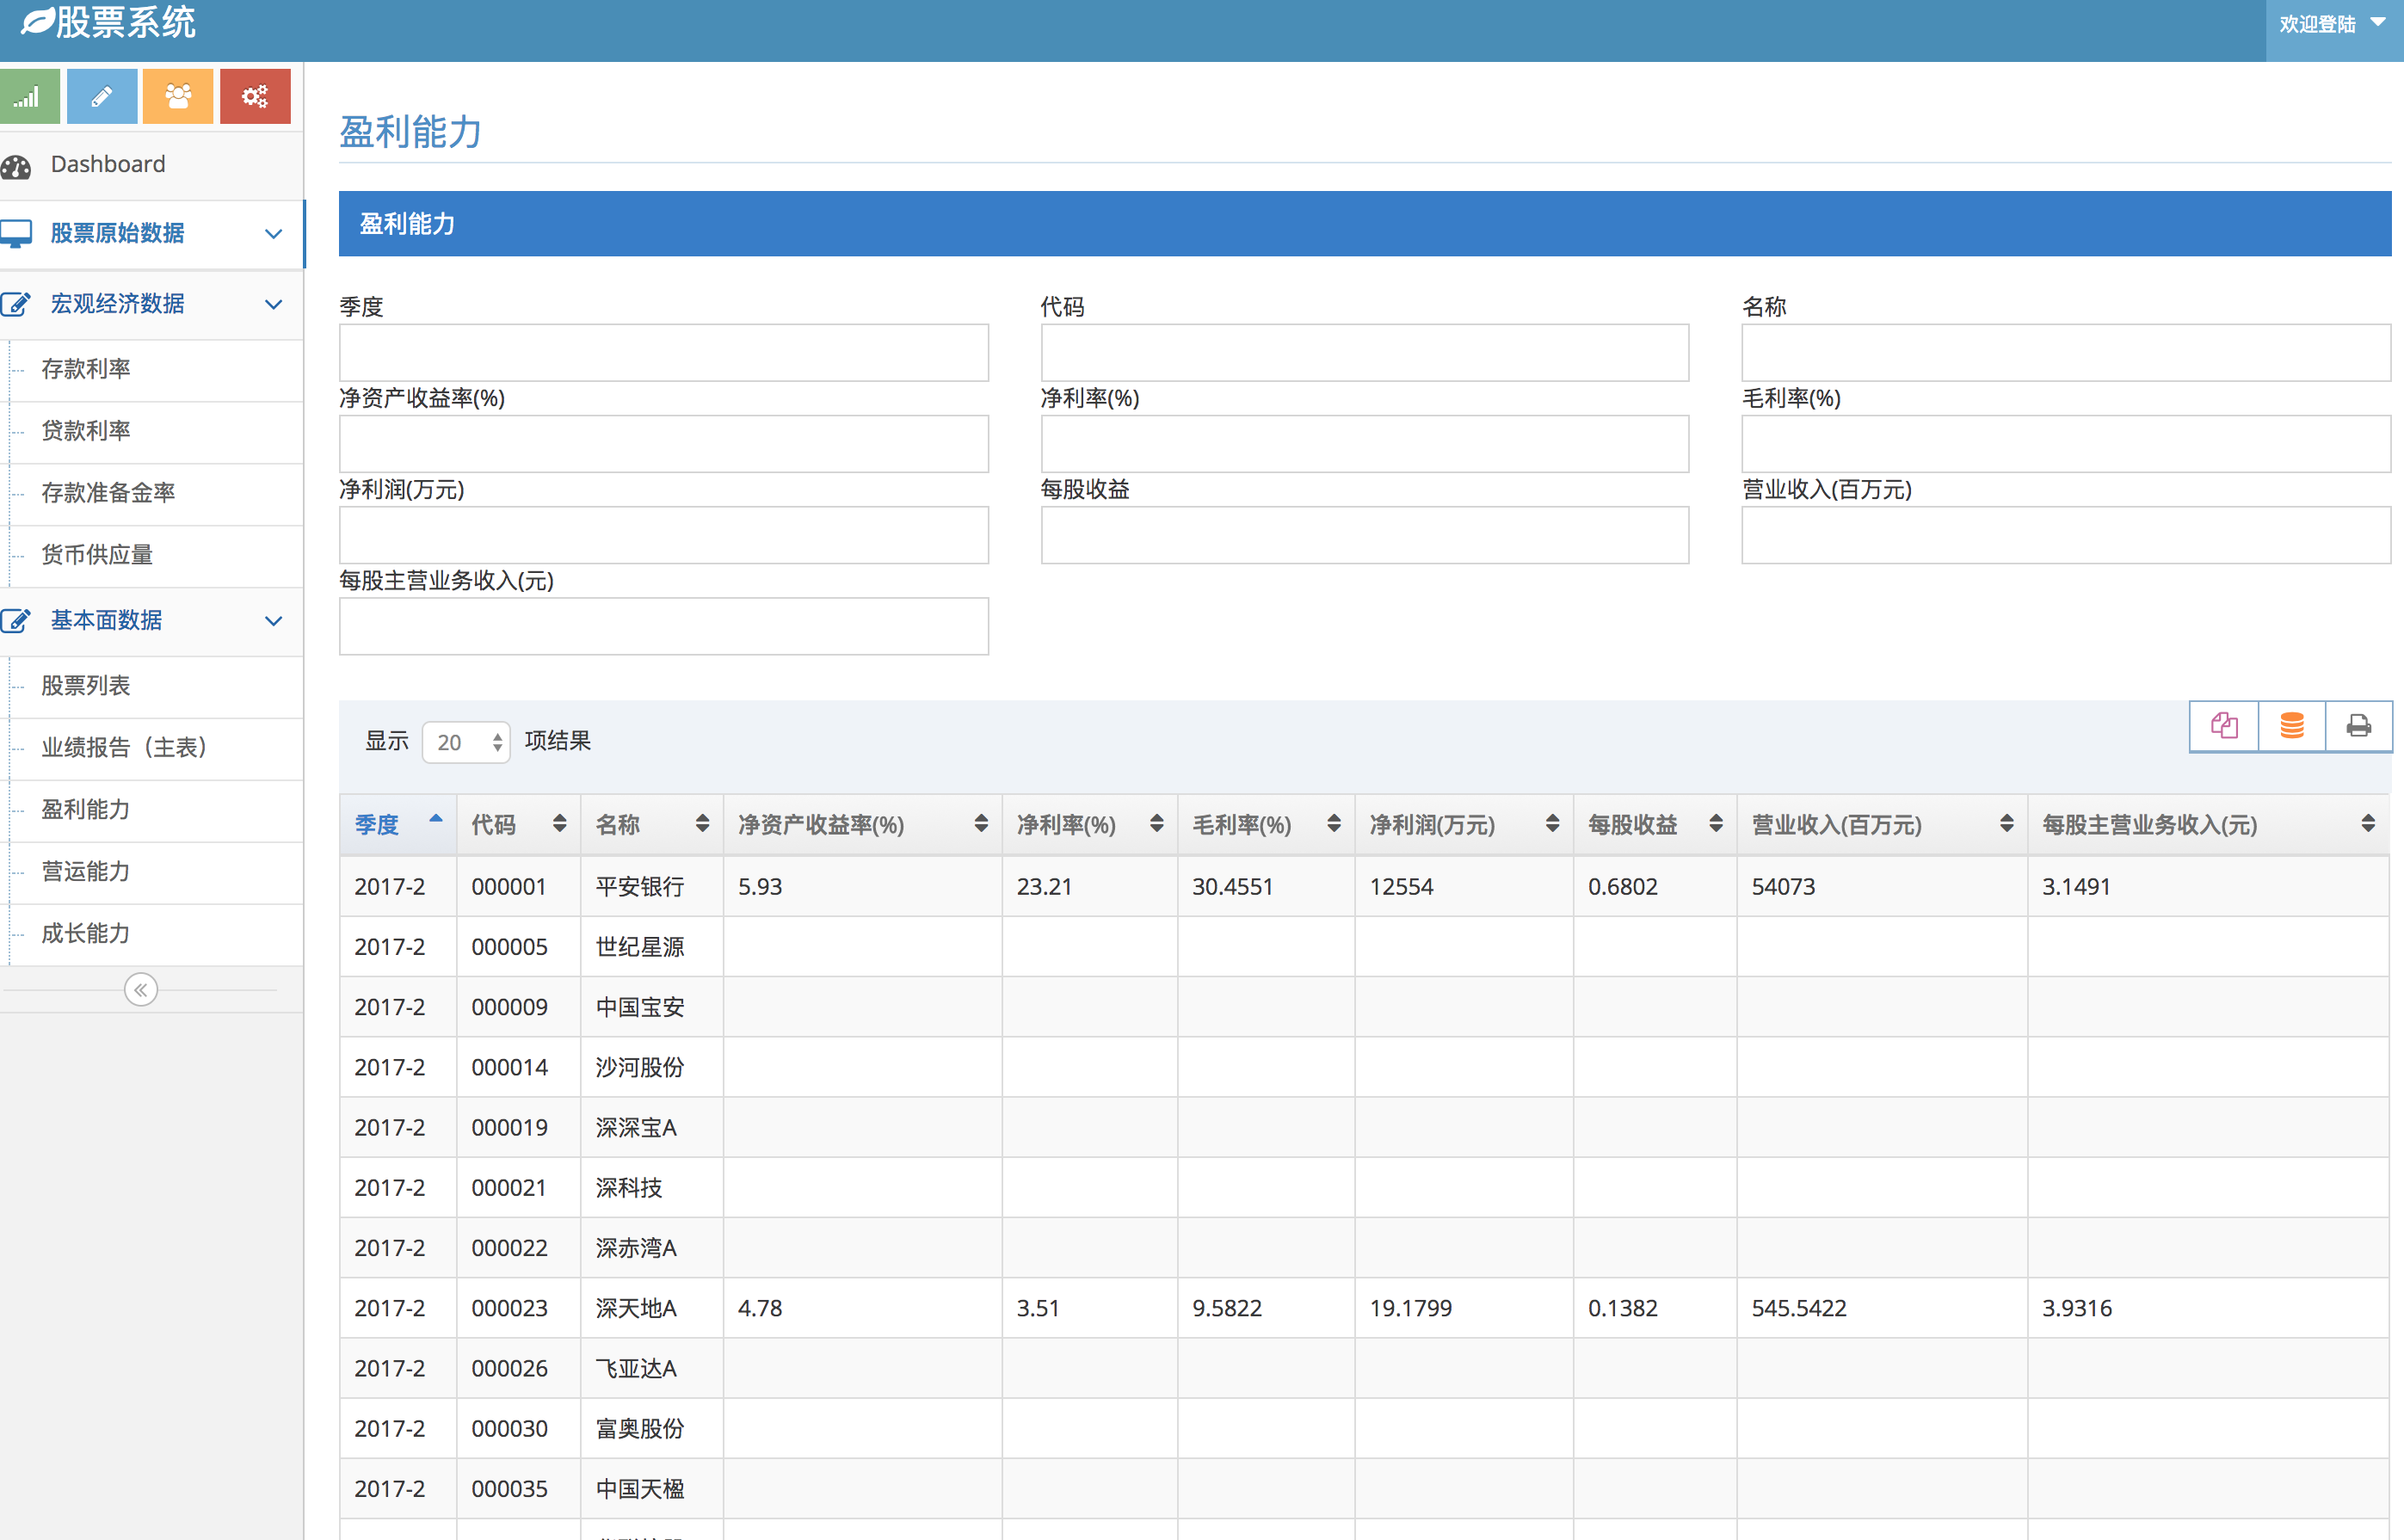 股票系统
欢迎登陆
Dashboard
股票原始数据
宏观经济数据
存款利率
贷款利率
存款准备金率
货币供应量
基本面数据
股票列表
业绩报告（主表）
盈利能力
营运能力
成长能力
盈利能力
盈利能力
季度 代码 名称
净资产收益率(%) 净利率(%) 毛利率(%)
净利润(万元) 每股收益 营业收入(百万元)
每股主营业务收入(元)
显示 20 项结果
季度 代码 名称 净资产收益率(%) 净利率(%) 毛利率(%) 净利润(万元) 每股收益 营业收入(百万元) 每股主营业务收入(元)
2017-2 000001 平安银行 5.93 23.21 30.4551 12554 0.6802 54073 3.1491
2017-2 000005 世纪星源
2017-2 000009 中国宝安
2017-2 000014 沙河股份
2017-2 000019 深深宝A
2017-2 000021 深科技
2017-2 000022 深赤湾A
2017-2 000023 深天地A 4.78 3.51 9.5822 19.1799 0.1382 545.5422 3.9316
2017-2 000026 飞亚达A
2017-2 000030 富奥股份
2017-2 000035 中国天楹